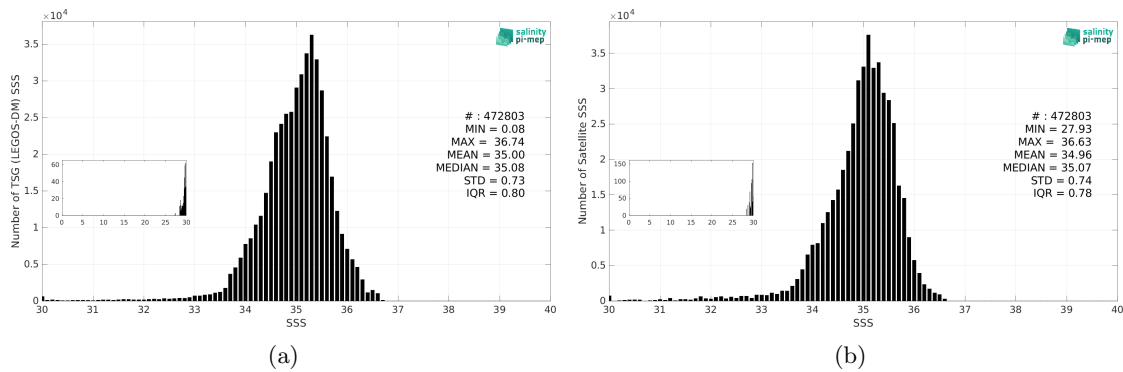 ×10^4
3.5
3
2.5
2
1.5
1
0.5
0
Number of TSG (LEGOS-DM) SSS
salinity
pi-mep
# : 472803
MIN = 0.08
MAX = 36.74
MEAN = 35.00
MEDIAN = 35.08
STD = 0.73
IQR = 0.80
60
40
20
0
0 5 10 15 20 25 30
30 31 32 33 34 35 36 37 38 39 40
SSS
(a)
×10^4
3.5
3
2.5
2
1.5
1
0.5
0
Number of Satellite SSS
salinity
pi-mep
# : 472803
MIN = 27.93
MAX = 36.63
MEAN = 34.96
MEDIAN = 35.07
STD = 0.74
IQR = 0.78
150
100
50
0
0 5 10 15 20 25 30
30 31 32 33 34 35 36 37 38 39 40
SSS
(b)